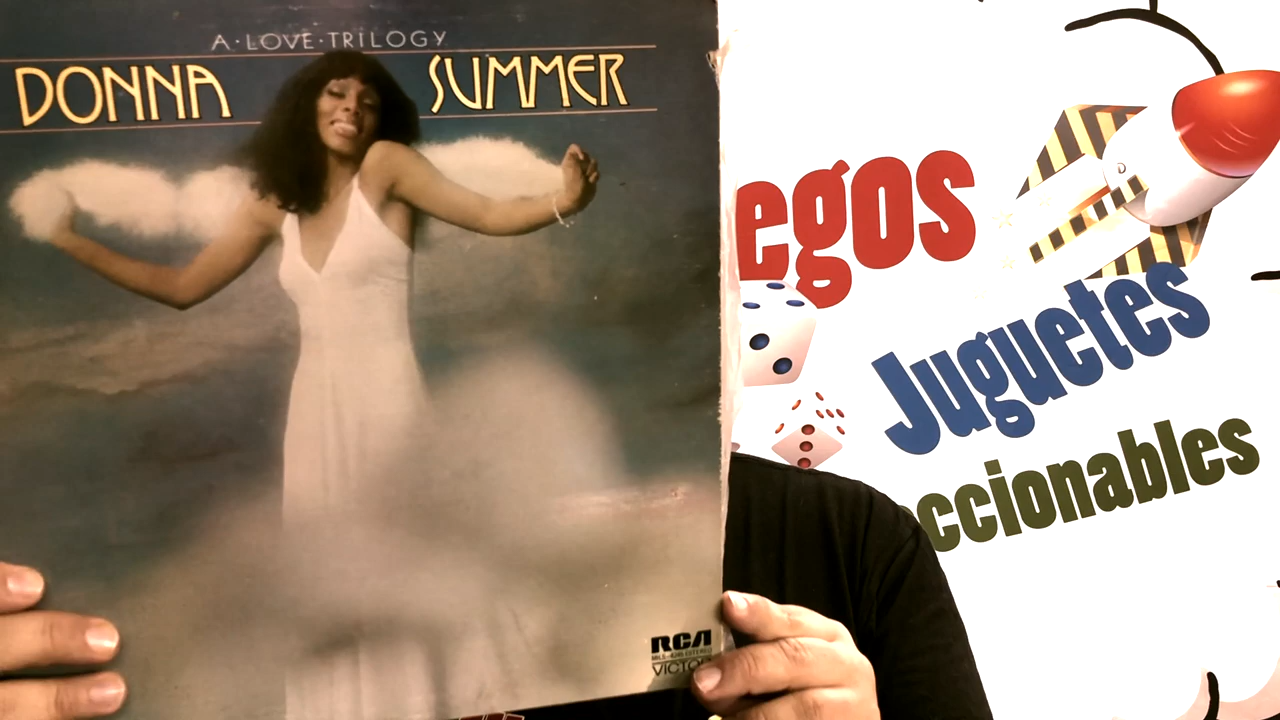 A·LOVE·TRILOGY
DONNA SUMMER
RCA
VICTOR
egos
Juguetes
ccionables